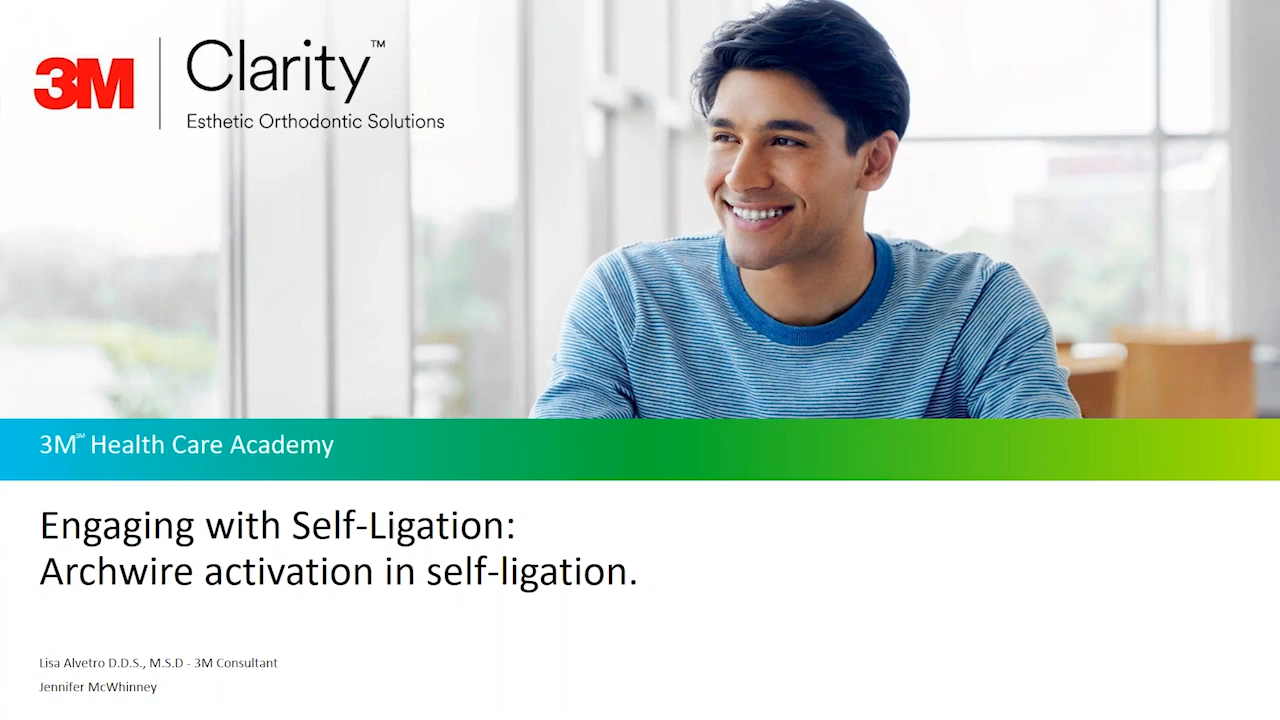 3M Clarity™
Esthetic Orthodontic Solutions
3M℠ Health Care Academy
Engaging with Self-Ligation:
Archwire activation in self-ligation.
Lisa Alvetro D.D.S., M.S.D - 3M Consultant
Jennifer McWhinney